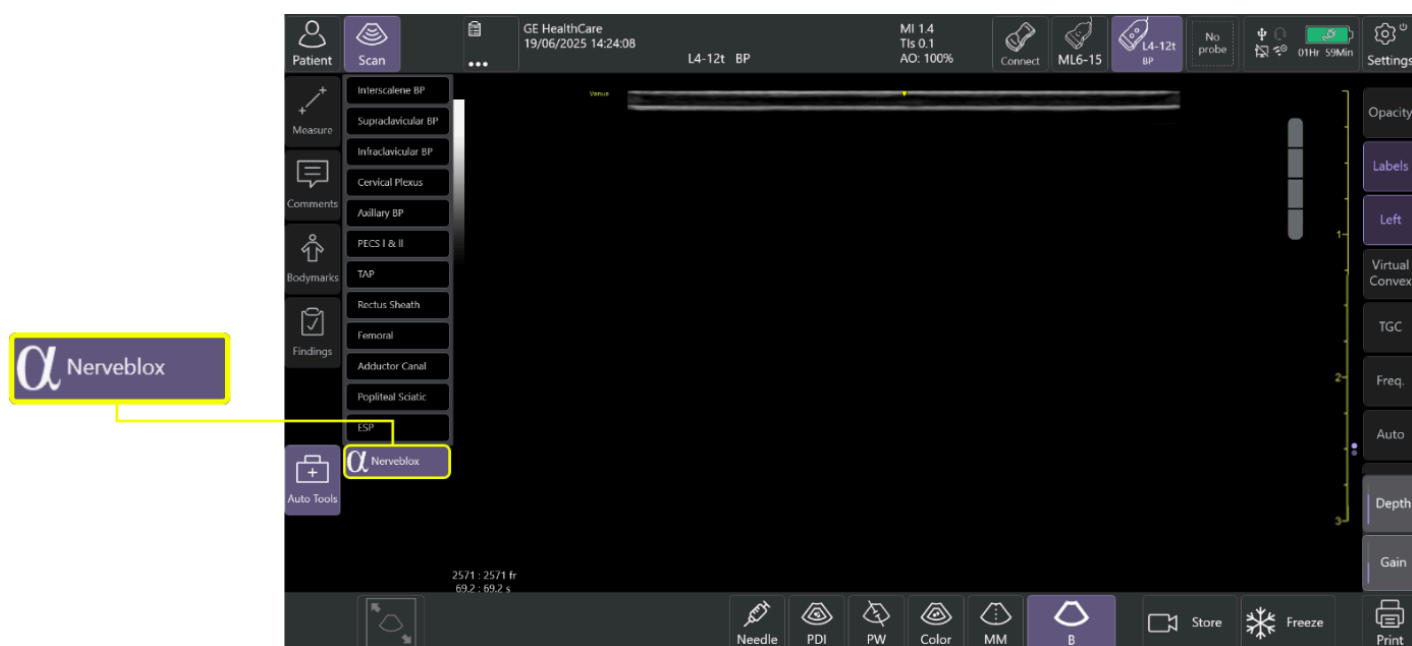 Patient
Scan
GE HealthCare
19/06/2025 14:24:08
L4-12t BP
MI 1.4
TIs 0.1
AO: 100%
Connect
ML6-15
L4-12t
BP
No
probe
01Hr 59Min
Settings
Measure
Comments
Bodymarks
Findings
Auto Tools
Interscalene BP
Supraclavicular BP
Infraclavicular BP
Cervical Plexus
Axillary BP
PECS I & II
TAP
Rectus Sheath
Femoral
Adductor Canal
Popliteal Sciatic
ESP
α Nerveblox
α Nerveblox
Venue
1
2
3
Opacity
Labels
Left
Virtual
Convex
TGC
Freq.
Auto
Depth
Gain
2571 : 2571 fr
69.2 : 69.2 s
Needle
PDI
PW
Color
MM
B
Store
Freeze
Print